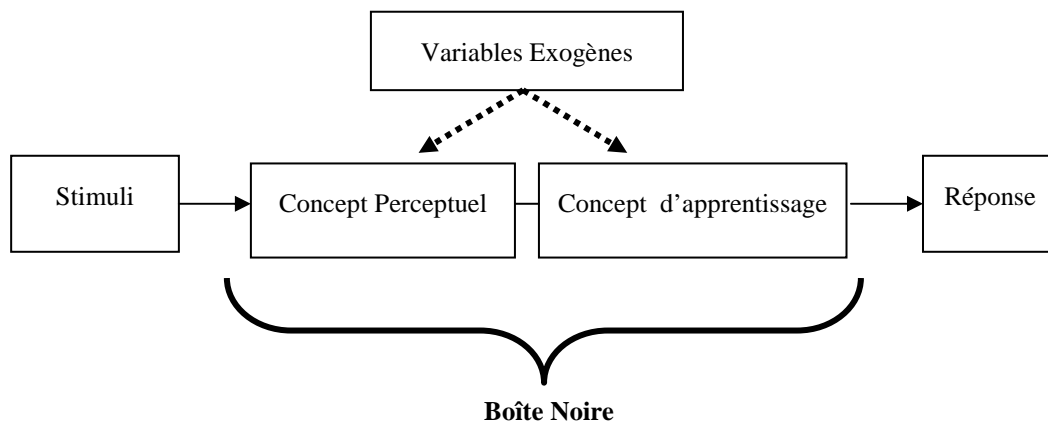 Variables Exogènes
Stimuli
Concept Perceptuel
Concept d’apprentissage
Réponse
Boîte Noire